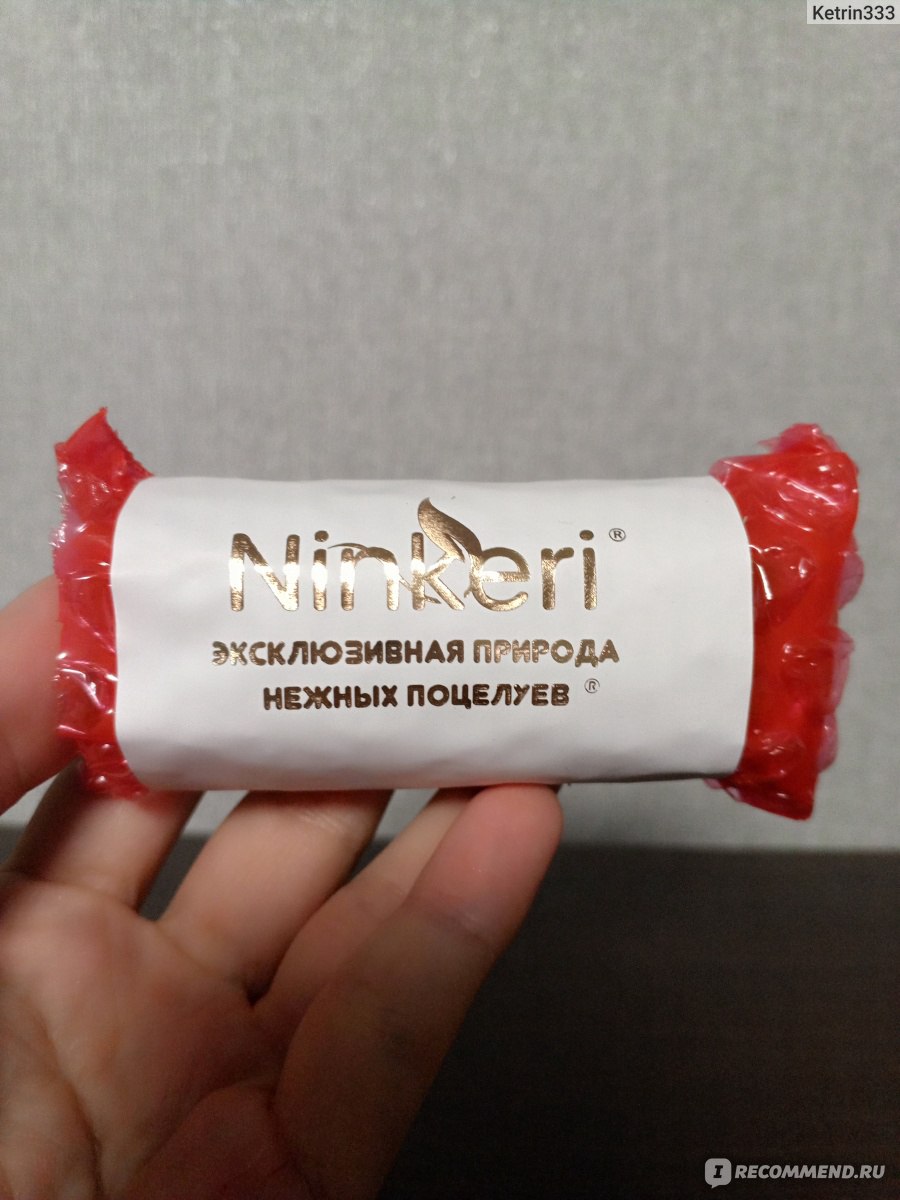 Ketrin333
Ninkeri®
ЭКСКЛЮЗИВНАЯ ПРИРОДА
НЕЖНЫХ ПОЦЕЛУЕВ ®
I RECOMMEND.RU